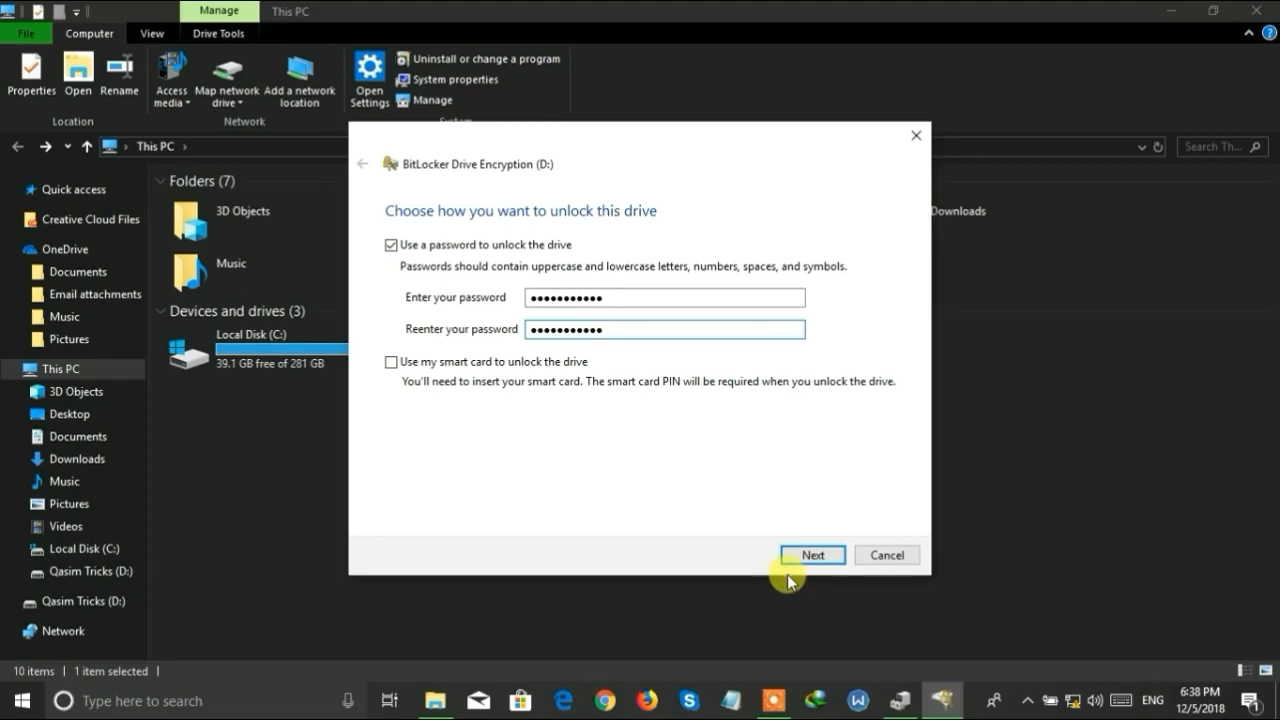 Manage
This PC
File
Computer
View
Drive Tools
Properties
Open
Rename
Access media
Map network drive
Add a network location
Open Settings
Uninstall or change a program
System properties
Manage
Location
Network
System
This PC
Search Th...
Quick access
Creative Cloud Files
OneDrive
Documents
Email attachments
Music
Pictures
This PC
3D Objects
Desktop
Documents
Downloads
Music
Pictures
Videos
Local Disk (C:)
Qasim Tricks (D:)
Qasim Tricks (D:)
Network
Folders (7)
3D Objects
Music
Downloads
Devices and drives (3)
Local Disk (C:)
39.1 GB free of 281 GB
BitLocker Drive Encryption (D:)
Choose how you want to unlock this drive
Use a password to unlock the drive
Passwords should contain uppercase and lowercase letters, numbers, spaces, and symbols.
Enter your password
Reenter your password
Use my smart card to unlock the drive
You'll need to insert your smart card. The smart card PIN will be required when you unlock the drive.
Next
Cancel
10 items
1 item selected
Type here to search
ENG
6:38 PM
12/5/2018
1